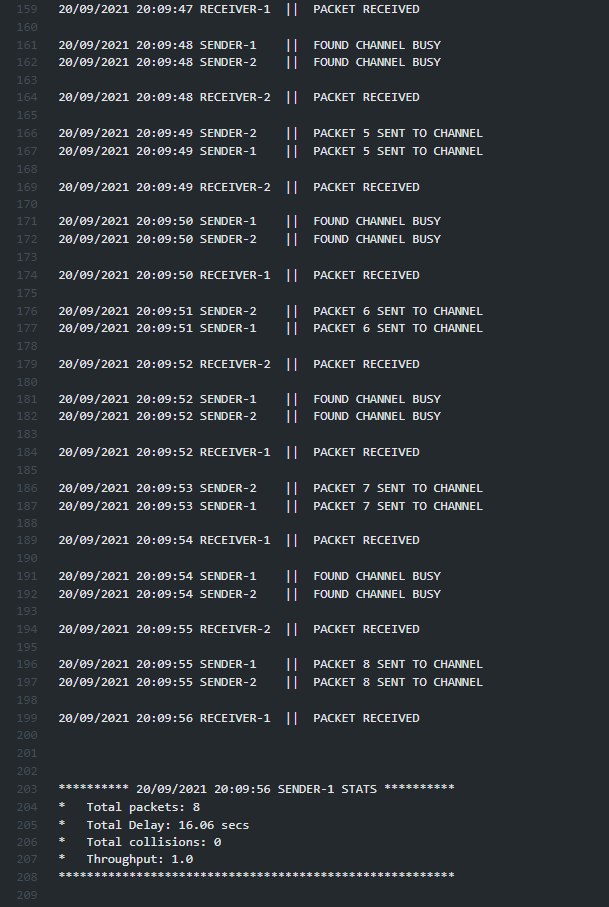 159 20/09/2021 20:09:47 RECEIVER-1 || PACKET RECEIVED
160
161 20/09/2021 20:09:48 SENDER-1 || FOUND CHANNEL BUSY
162 20/09/2021 20:09:48 SENDER-2 || FOUND CHANNEL BUSY
163
164 20/09/2021 20:09:48 RECEIVER-2 || PACKET RECEIVED
165
166 20/09/2021 20:09:49 SENDER-2 || PACKET 5 SENT TO CHANNEL
167 20/09/2021 20:09:49 SENDER-1 || PACKET 5 SENT TO CHANNEL
168
169 20/09/2021 20:09:49 RECEIVER-2 || PACKET RECEIVED
170
171 20/09/2021 20:09:50 SENDER-1 || FOUND CHANNEL BUSY
172 20/09/2021 20:09:50 SENDER-2 || FOUND CHANNEL BUSY
173
174 20/09/2021 20:09:50 RECEIVER-1 || PACKET RECEIVED
175
176 20/09/2021 20:09:51 SENDER-2 || PACKET 6 SENT TO CHANNEL
177 20/09/2021 20:09:51 SENDER-1 || PACKET 6 SENT TO CHANNEL
178
179 20/09/2021 20:09:52 RECEIVER-2 || PACKET RECEIVED
180
181 20/09/2021 20:09:52 SENDER-1 || FOUND CHANNEL BUSY
182 20/09/2021 20:09:52 SENDER-2 || FOUND CHANNEL BUSY
183
184 20/09/2021 20:09:52 RECEIVER-1 || PACKET RECEIVED
185
186 20/09/2021 20:09:53 SENDER-2 || PACKET 7 SENT TO CHANNEL
187 20/09/2021 20:09:53 SENDER-1 || PACKET 7 SENT TO CHANNEL
188
189 20/09/2021 20:09:54 RECEIVER-1 || PACKET RECEIVED
190
191 20/09/2021 20:09:54 SENDER-1 || FOUND CHANNEL BUSY
192 20/09/2021 20:09:54 SENDER-2 || FOUND CHANNEL BUSY
193
194 20/09/2021 20:09:55 RECEIVER-2 || PACKET RECEIVED
195
196 20/09/2021 20:09:55 SENDER-1 || PACKET 8 SENT TO CHANNEL
197 20/09/2021 20:09:55 SENDER-2 || PACKET 8 SENT TO CHANNEL
198
199 20/09/2021 20:09:56 RECEIVER-1 || PACKET RECEIVED
200
201
202
203 ********** 20/09/2021 20:09:56 SENDER-1 STATS **********
204 * Total packets: 8
205 * Total Delay: 16.06 secs
206 * Total collisions: 0
207 * Throughput: 1.0
208 ********************************************************
209